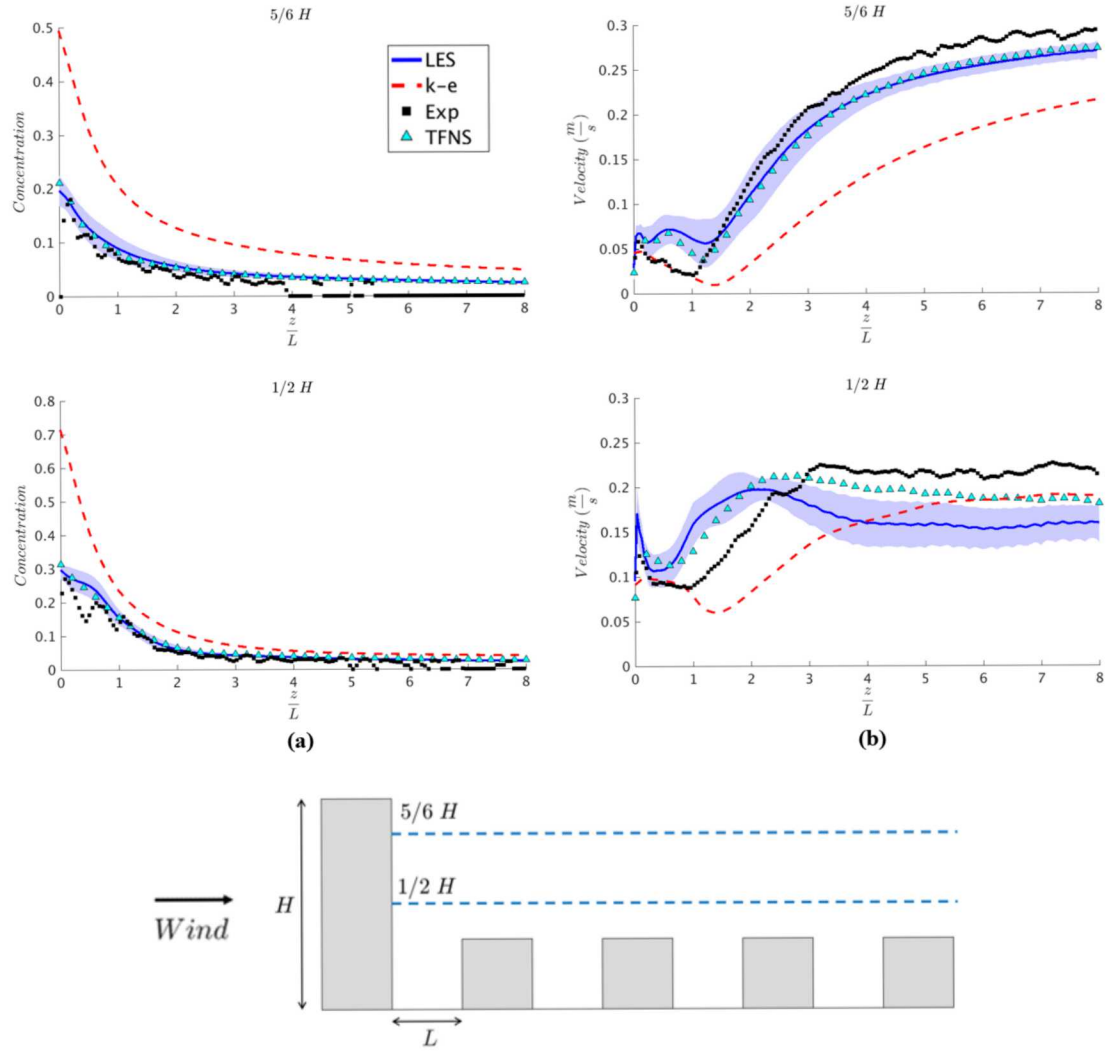 5/6 H
0.5
0.4
0.3
0.2
0.1
0
Concentration
0 1 2 3 4 5 6 7 8
z/L
LES
k-e
Exp
TFNS
5/6 H
0.3
0.25
0.2
0.15
0.1
0.05
0
Velocity (m/s)
0 1 2 3 4 5 6 7 8
z/L
1/2 H
0.8
0.7
0.6
0.5
0.4
0.3
0.2
0.1
0
Concentration
0 1 2 3 4 5 6 7 8
z/L
(a)
1/2 H
0.3
0.25
0.2
0.15
0.1
0.05
0
Velocity (m/s)
0 1 2 3 4 5 6 7 8
z/L
(b)
5/6 H
1/2 H
H
Wind
L